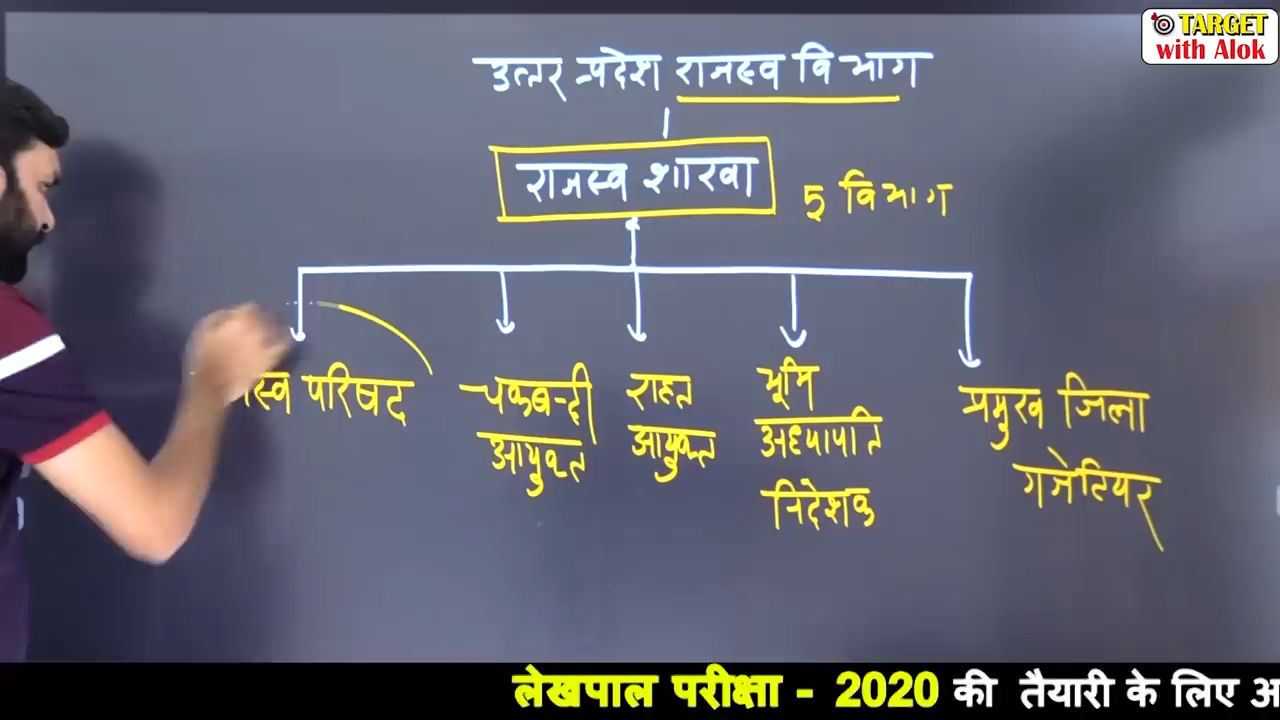 TARGET
with Alok
उत्तर प्रदेश राजस्व विभाग
राजस्व शाखा
5 विभाग
स्व परिषद
चकबन्दी
आयुक्त
राहत
आयुक्त
भूमि
अध्यापति
निदेशक
प्रमुख जिला
गजेटियर
लेखपाल परीक्षा - 2020 की तैयारी के लिए अ